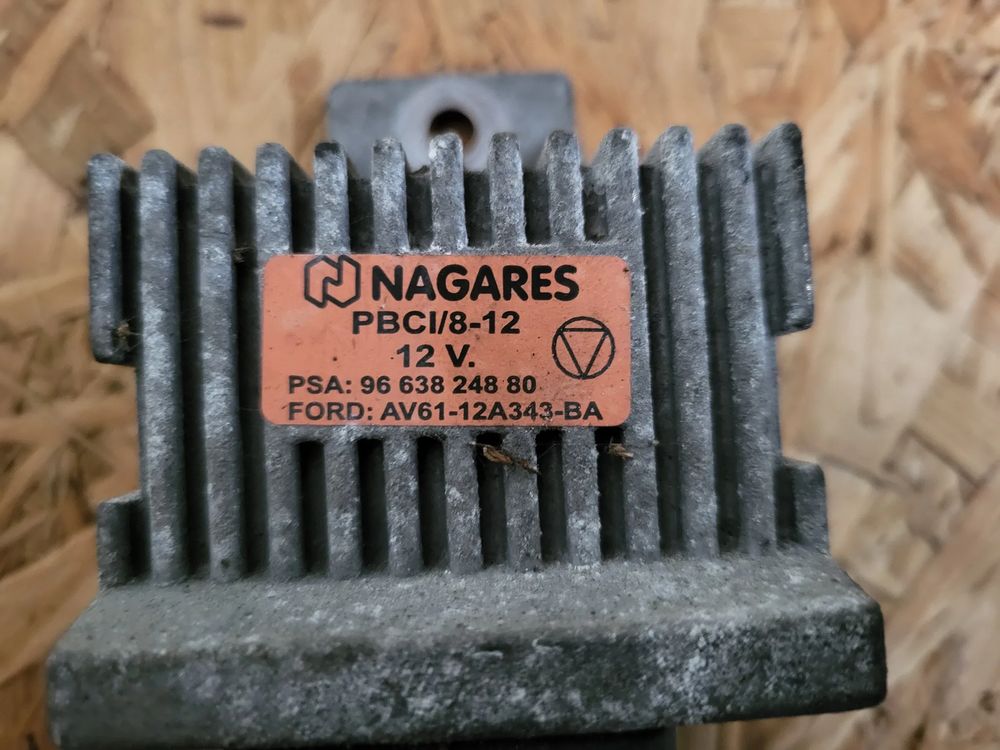 NAGARES
PBCI/8-12
12 V.
PSA: 96 638 248 80
FORD: AV61-12A343-BA